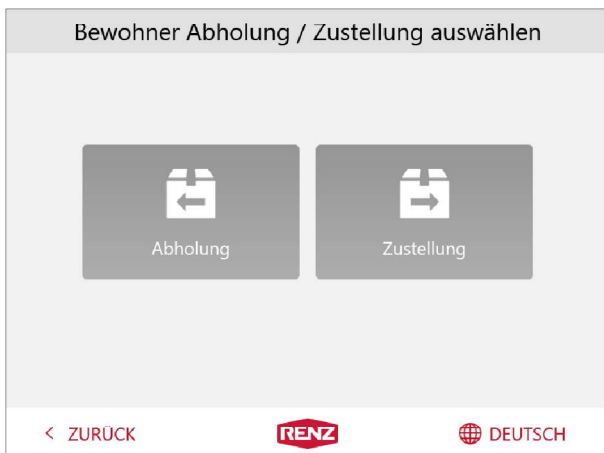 Bewohner Abholung / Zustellung auswählen
Abholung
Zustellung
< ZURÜCK
RENZ
DEUTSCH